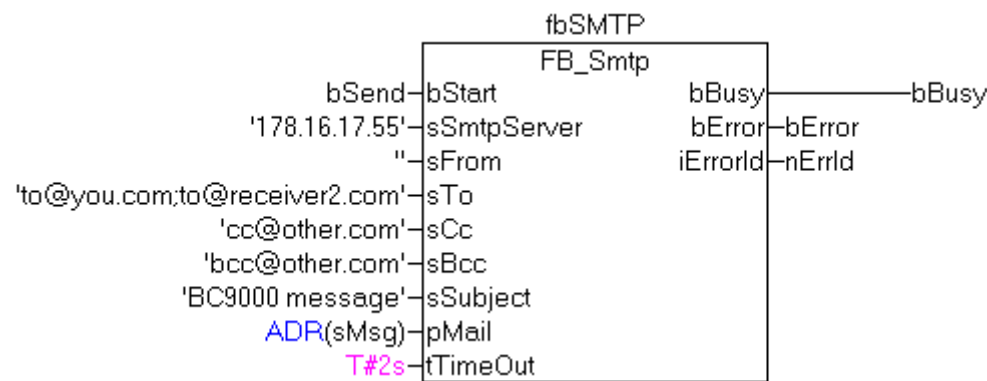 fbSMTP
FB_Smtp
bSend bStart bBusy bBusy
'178.16.17.55' sSmtpServer bError bError
'' sFrom iErrorId nErrId
'to@you.com;to@receiver2.com' sTo
'cc@other.com' sCc
'bcc@other.com' sBcc
'BC9000 message' sSubject
ADR(sMsg) pMail
T#2s tTimeOut